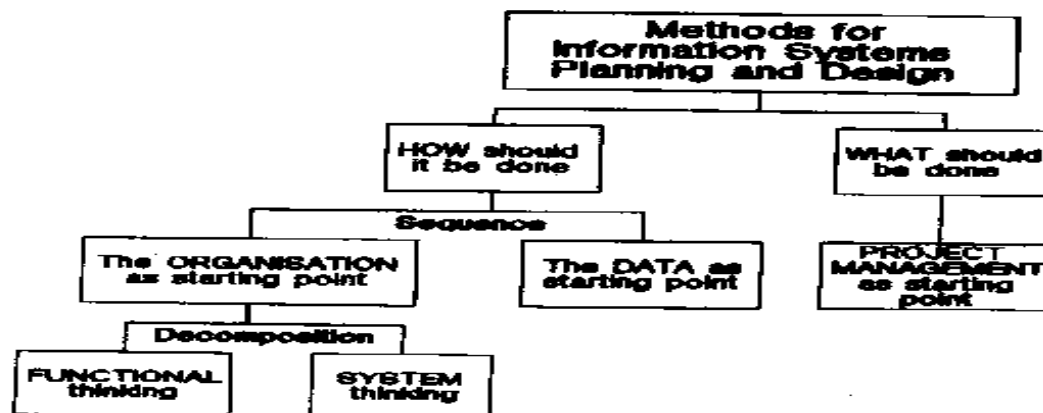 Methods for
Information Systems
Planning and Design
HOW should
it be done
WHAT should
be done
Sequence
The ORGANISATION
as starting point
The DATA as
starting point
PROJECT
MANAGEMENT
as starting
point
Decomposition
FUNCTIONAL
thinking
SYSTEM
thinking